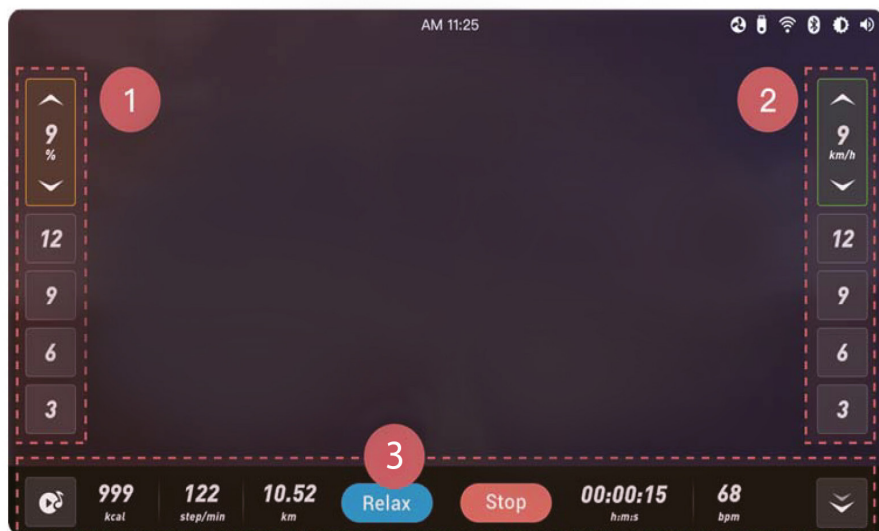 AM 11:25
1
2
9
%
12
9
6
3
9
km/h
12
9
6
3
3
999
kcal
122
step/min
10.52
km
Relax
Stop
00:00:15
h:m:s
68
bpm